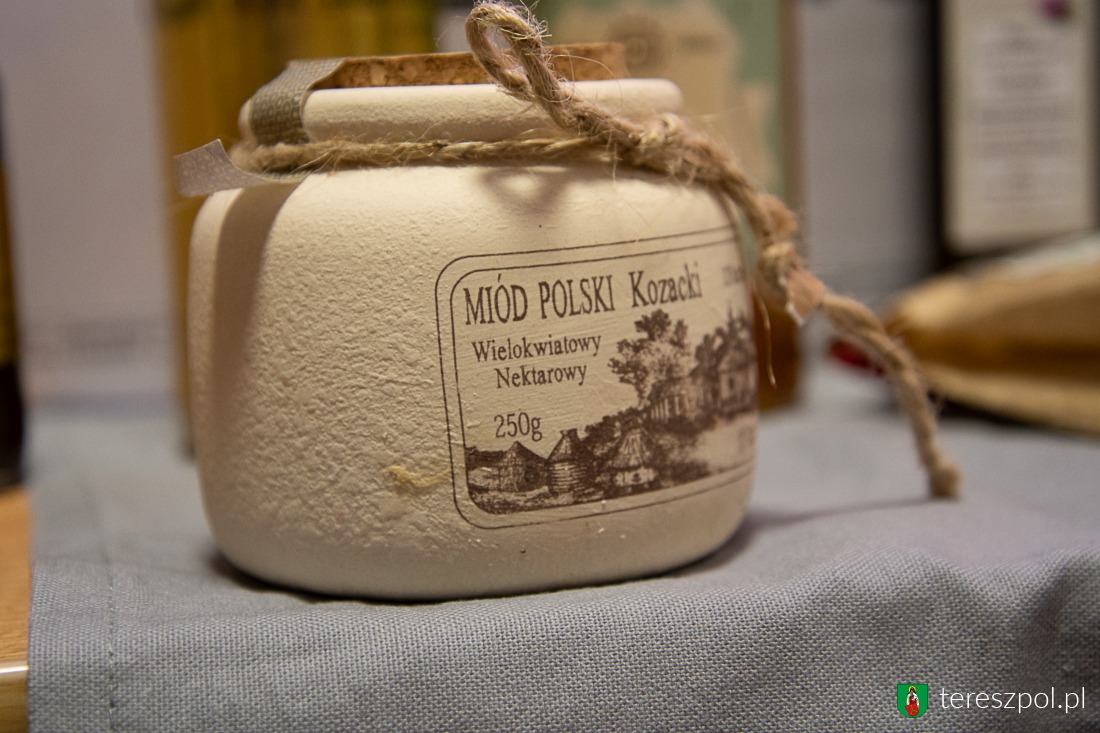 MIÓD POLSKI Kozacki
Wielokwiatowy
Nektarowy
250g
tereszpol.pl